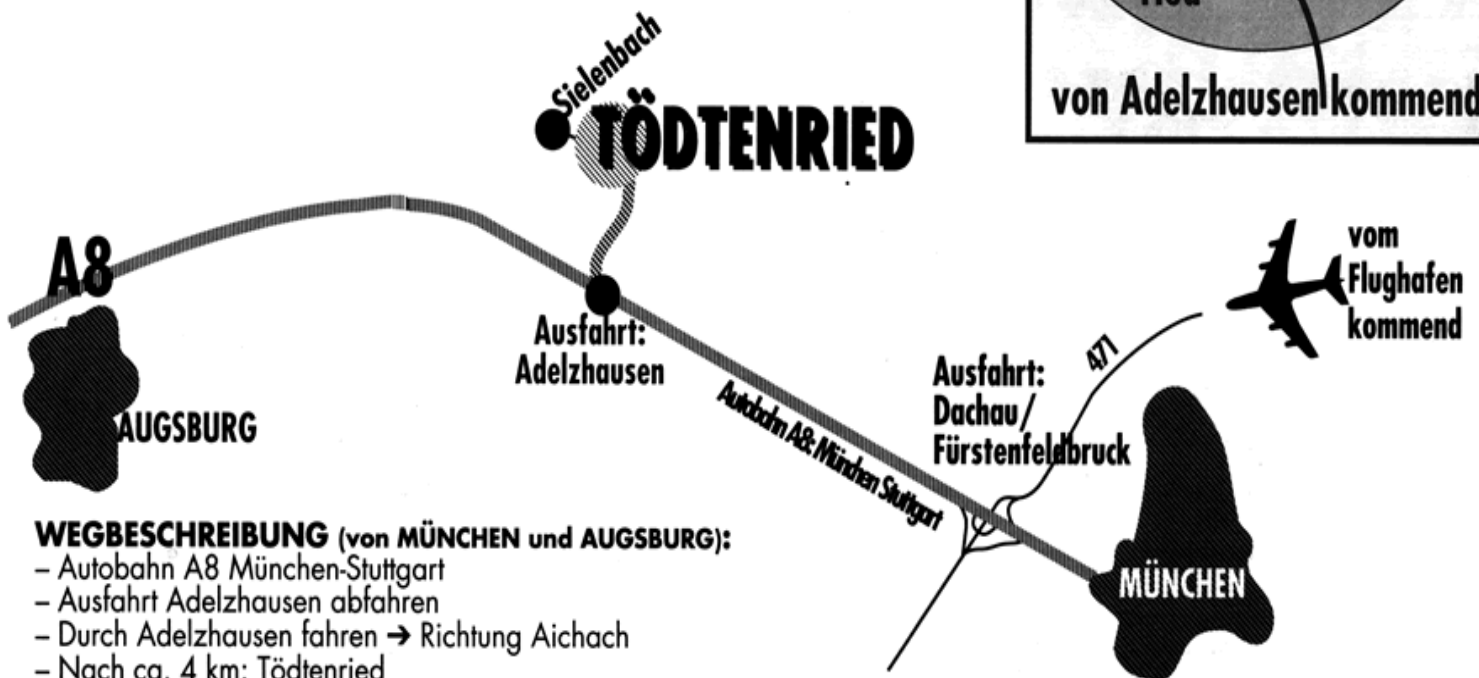 Ried
von Adelzhausen kommend
Sielenbach
TÖDTENRIED
A8
vom
Flughafen
kommend
Ausfahrt:
Adelzhausen
471
Ausfahrt:
Dachau/
Fürstenfeldbruck
Autobahn A8: München Stuttgart
AUGSBURG
MÜNCHEN
WEGBESCHREIBUNG (von MÜNCHEN und AUGSBURG):
– Autobahn A8 München-Stuttgart
– Ausfahrt Adelzhausen abfahren
– Durch Adelzhausen fahren ➔ Richtung Aichach
– Nach ca. 4 km: Tödtenried